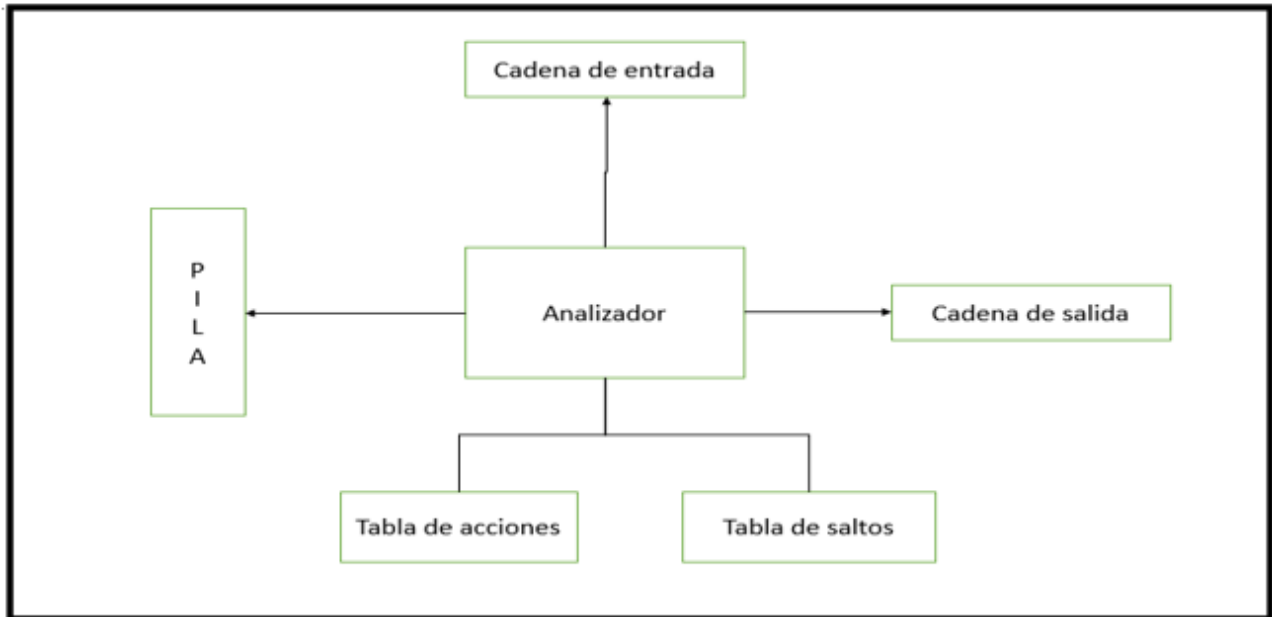 Cadena de entrada
P
I
L
A
Analizador
Cadena de salida
Tabla de acciones
Tabla de saltos